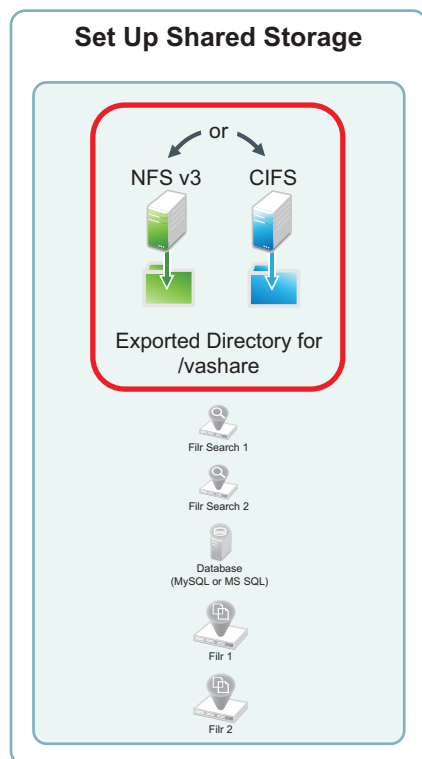 Set Up Shared Storage
or
NFS v3 CIFS
Exported Directory for
/vashare
Filr Search 1
Filr Search 2
Database
(MySQL or MS SQL)
Filr 1
Filr 2